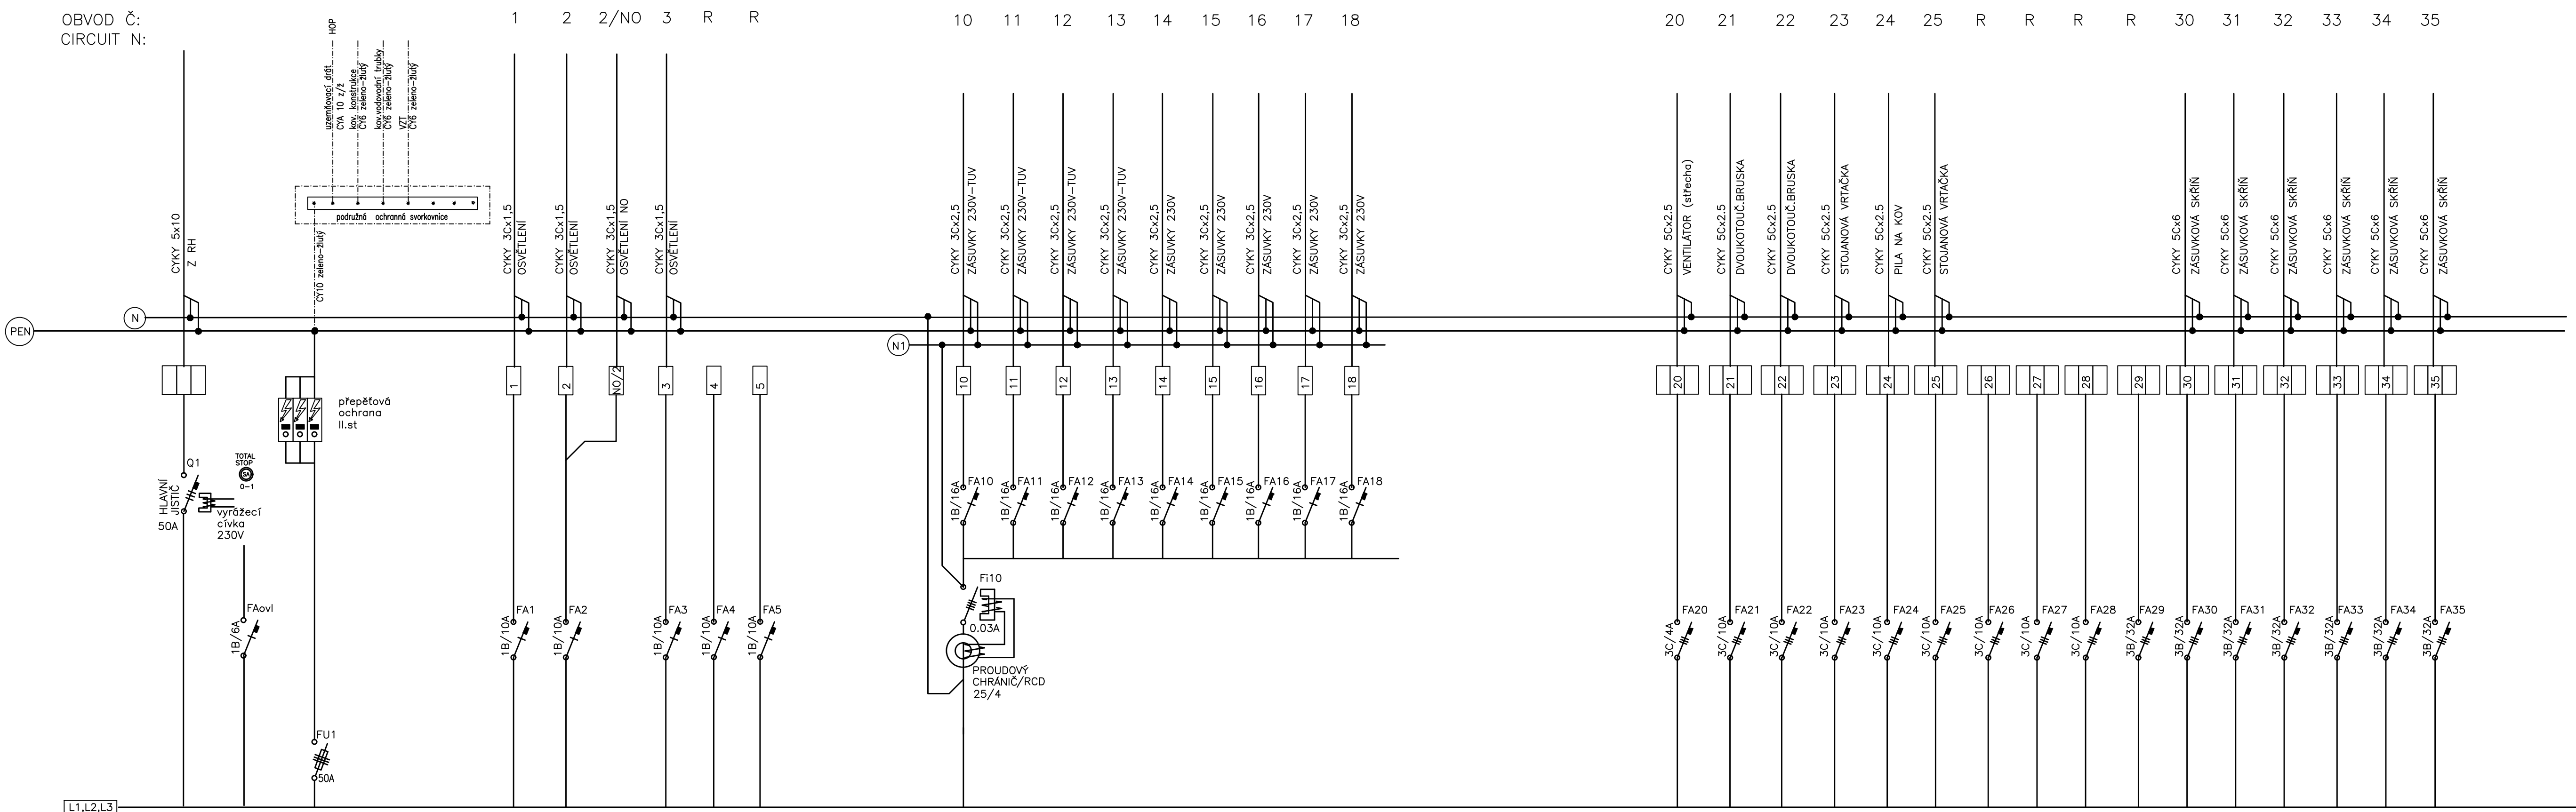 OBVOD Č:
CIRCUIT N:
1 2 2/NO 3 R R 10 11 12 13 14 15 16 17 18 20 21 22 23 24 25 R R R R 30 31 32 33 34 35
HOP
uzemňovací drát
CYA 10 z/ž
kov. konstrukce
CY6 zeleno-žlutý
kov.vodovodní trubky
CY6 zeleno-žlutý
VZT
CY6 zeleno-žlutý
podružná ochranná svorkovnice
CY10 zeleno-žlutý
CYKY 5x10
Z RH
CYKY 3Cx1,5
OSVĚTLENÍ
CYKY 3Cx1,5
OSVĚTLENÍ
CYKY 3Cx1,5
OSVĚTLENÍ NO
CYKY 3Cx1,5
OSVĚTLENÍ
CYKY 3Cx2,5
ZÁSUVKY 230V-TUV
CYKY 3Cx2,5
ZÁSUVKY 230V-TUV
CYKY 3Cx2,5
ZÁSUVKY 230V-TUV
CYKY 3Cx2,5
ZÁSUVKY 230V-TUV
CYKY 3Cx2,5
ZÁSUVKY 230V
CYKY 3Cx2,5
ZÁSUVKY 230V
CYKY 3Cx2,5
ZÁSUVKY 230V
CYKY 3Cx2,5
ZÁSUVKY 230V
CYKY 3Cx2,5
ZÁSUVKY 230V
CYKY 5Cx2.5
VENTILÁTOR (střecha)
CYKY 5Cx2.5
DVOUKOTOUČ.BRUSKA
CYKY 5Cx2.5
DVOUKOTOUČ.BRUSKA
CYKY 5Cx2.5
STOJANOVÁ VRTAČKA
CYKY 5Cx2.5
PILA NA KOV
CYKY 5Cx2.5
STOJANOVÁ VRTAČKA
CYKY 5Cx6
ZÁSUVKOVÁ SKŘIŇ
CYKY 5Cx6
ZÁSUVKOVÁ SKŘIŇ
CYKY 5Cx6
ZÁSUVKOVÁ SKŘIŇ
CYKY 5Cx6
ZÁSUVKOVÁ SKŘIŇ
CYKY 5Cx6
ZÁSUVKOVÁ SKŘIŇ
CYKY 5Cx6
ZÁSUVKOVÁ SKŘIŇ
N
PEN
N1
1 2 NO/2 3 4 5 10 11 12 13 14 15 16 17 18 20 21 22 23 24 25 26 27 28 29 30 31 32 33 34 35
přepěťová
ochrana
II.st
Q1
HLAVNÍ
JISTIČ
50A
TOTAL
STOP
SA
0-1
vyrážecí
cívka
230V
FA10
1B/16A
FA11
1B/16A
FA12
1B/16A
FA13
1B/16A
FA14
1B/16A
FA15
1B/16A
FA16
1B/16A
FA17
1B/16A
FA18
1B/16A
Fi10
0.03A
PROUDOVÝ
CHRÁNIČ/RCD
25/4
FAovl
1B/6A
FA1
1B/10A
FA2
1B/10A
FA3
1B/10A
FA4
1B/10A
FA5
1B/10A
FA20
3C/4A
FA21
3C/10A
FA22
3C/10A
FA23
3C/10A
FA24
3C/10A
FA25
3C/10A
FA26
3C/10A
FA27
3C/10A
FA28
3C/10A
FA29
3B/32A
FA30
3B/32A
FA31
3B/32A
FA32
3B/32A
FA33
3B/32A
FA34
3B/32A
FA35
3B/32A
FU1
50A
L1,L2,L3